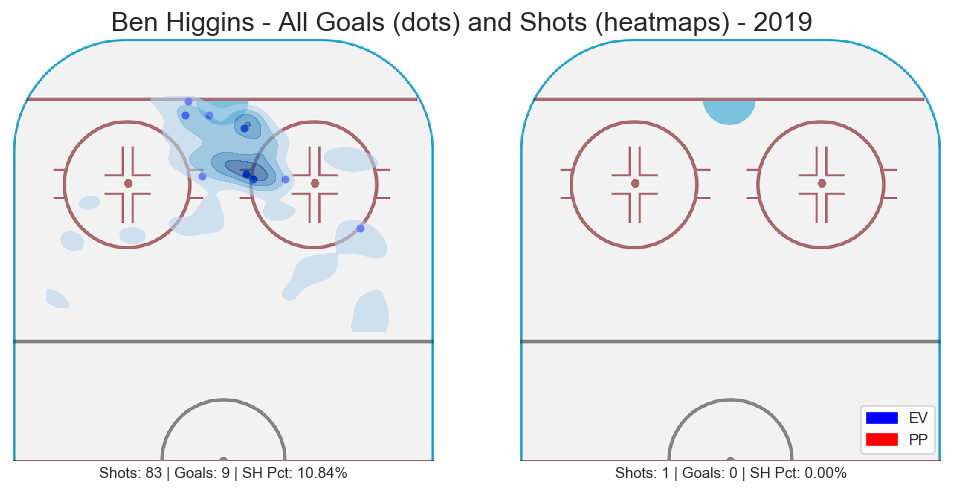 Ben Higgins - All Goals (dots) and Shots (heatmaps) - 2019
EV
PP
Shots: 83 | Goals: 9 | SH Pct: 10.84%
Shots: 1 | Goals: 0 | SH Pct: 0.00%